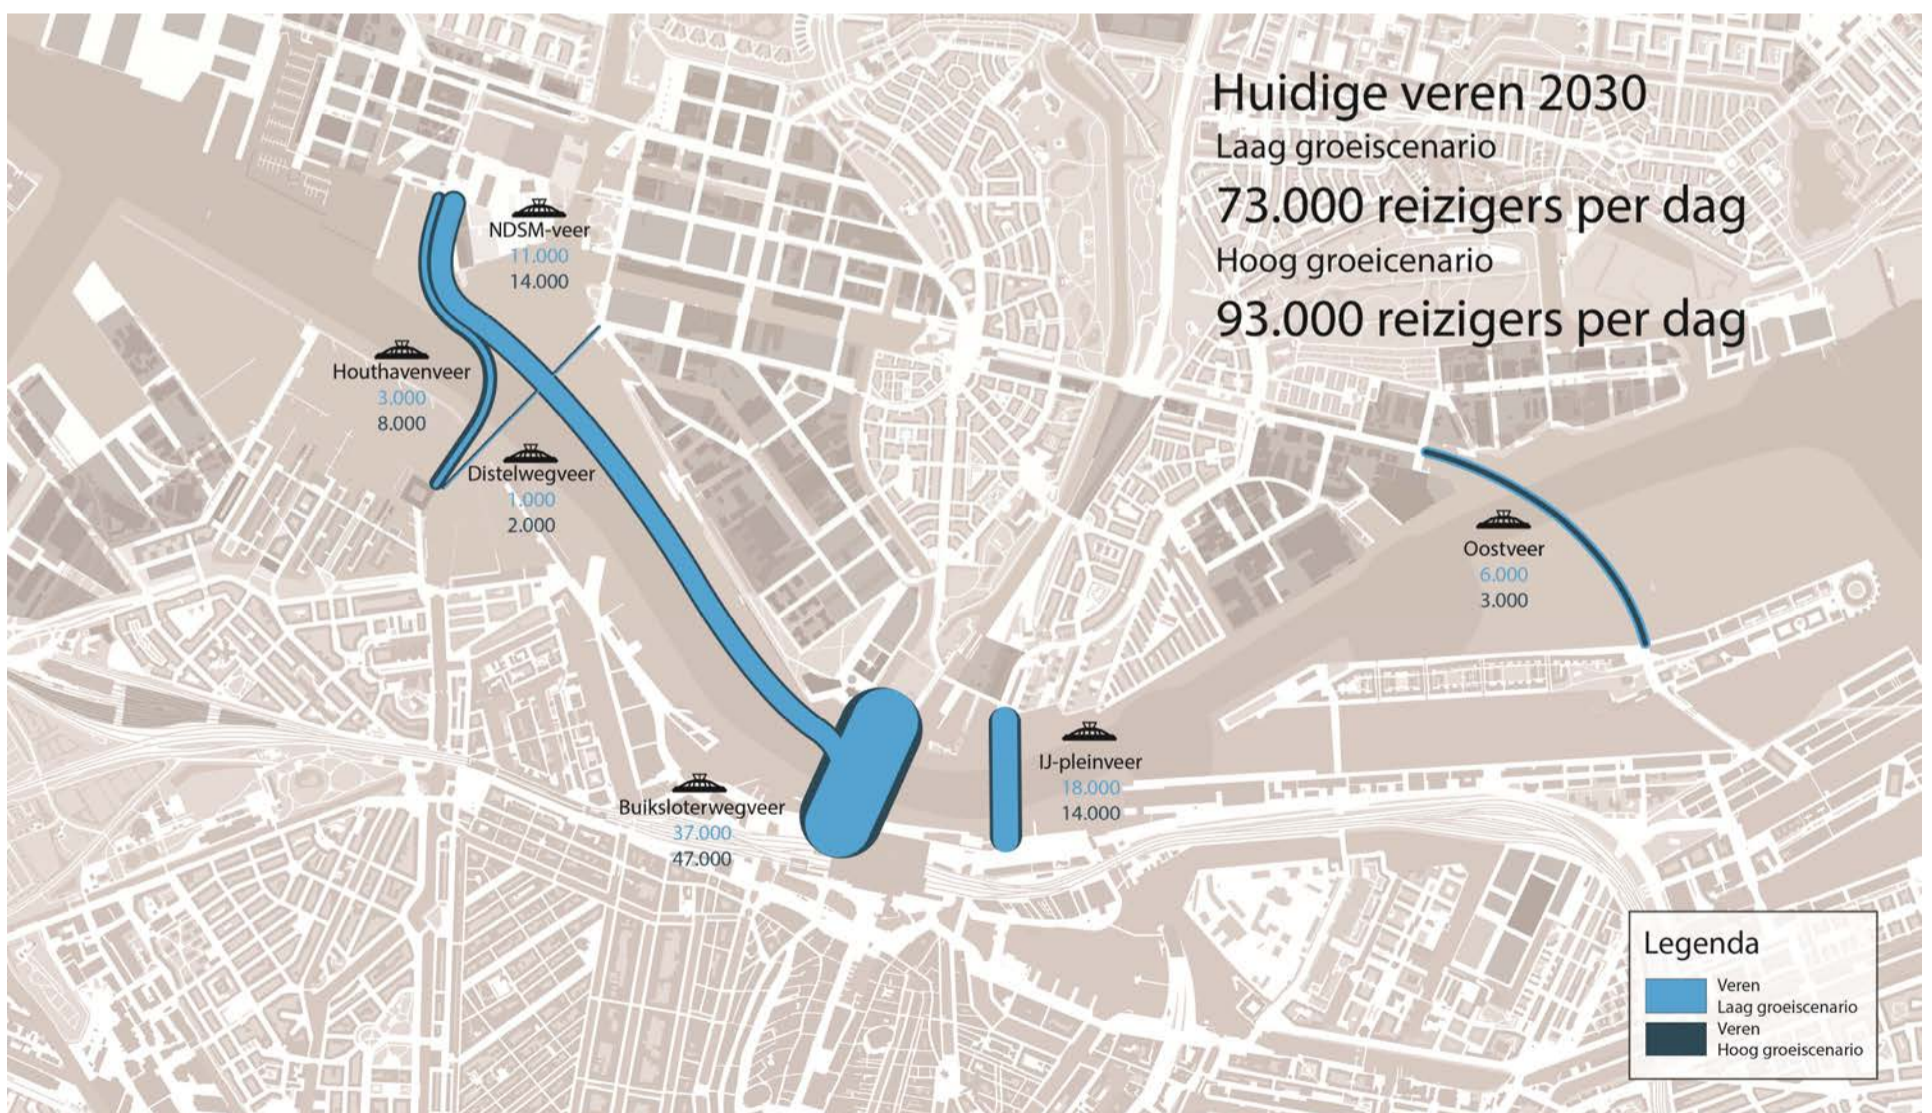 Huidige veren 2030
Laag groeiscenario
73.000 reizigers per dag
Hoog groeicenario
93.000 reizigers per dag
NDSM-veer
11.000
14.000
Houthavenveer
3.000
8.000
Distelwegveer
1.000
2.000
Oostveer
6.000
3.000
IJ-pleinveer
18.000
14.000
Buiksloterwegveer
37.000
47.000
Legenda
Veren
Laag groeiscenario
Veren
Hoog groeiscenario